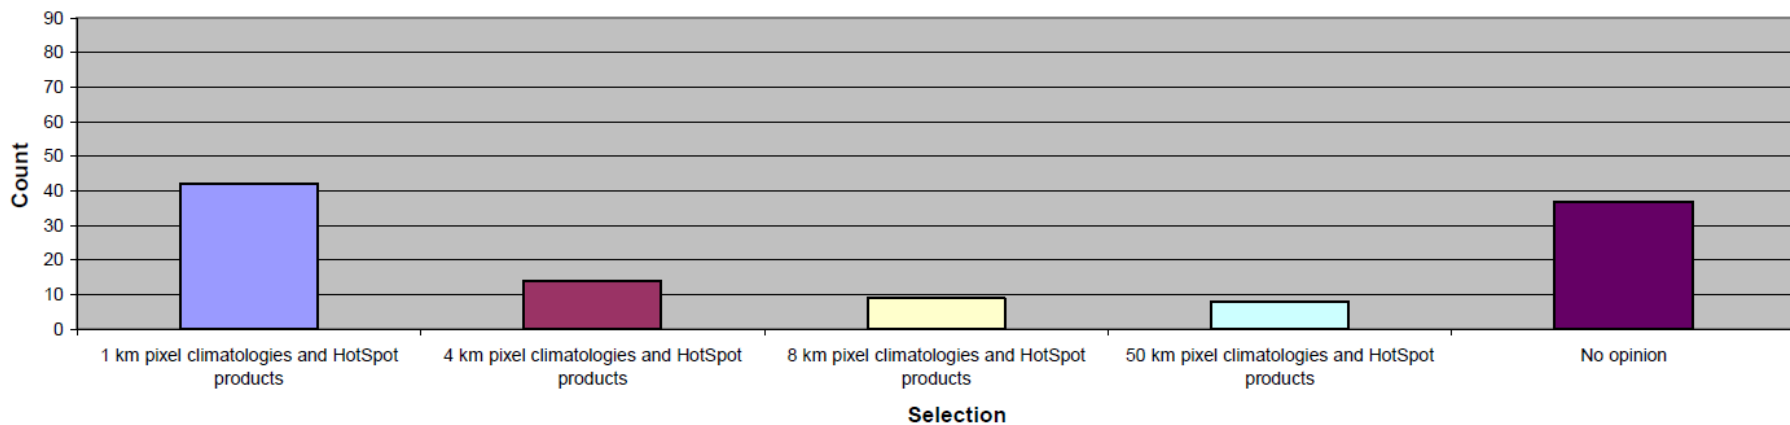 90
80
70
60
50
40
30
20
10
0
Count
1 km pixel climatologies and HotSpot
products
4 km pixel climatologies and HotSpot
products
8 km pixel climatologies and HotSpot
products
50 km pixel climatologies and HotSpot
products
No opinion
Selection